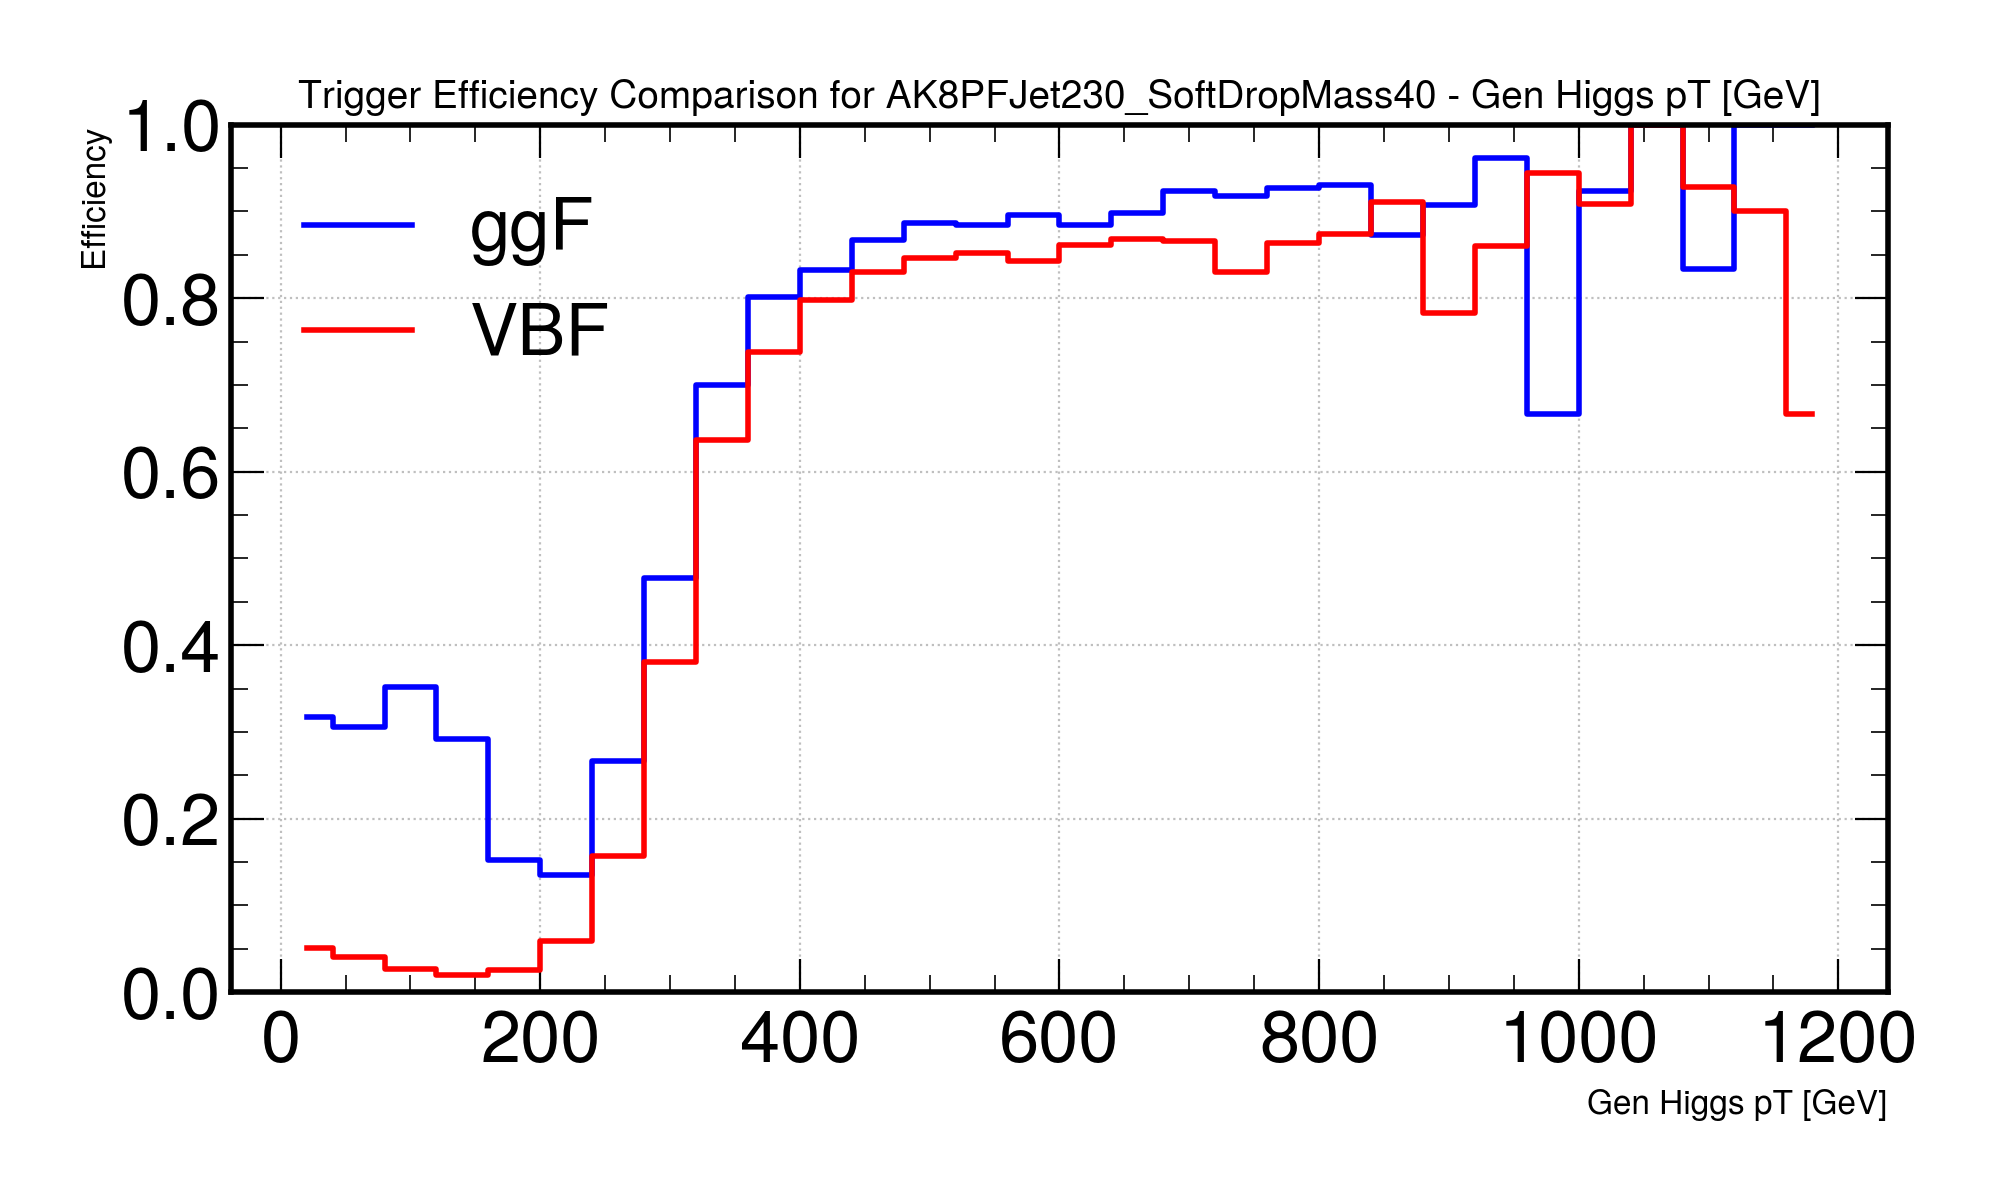 Trigger Efficiency Comparison for AK8PFJet230_SoftDropMass40 - Gen Higgs pT [GeV]
Efficiency
1.0
0.8
0.6
0.4
0.2
0.0
ggF
VBF
0 200 400 600 800 1000 1200
Gen Higgs pT [GeV]